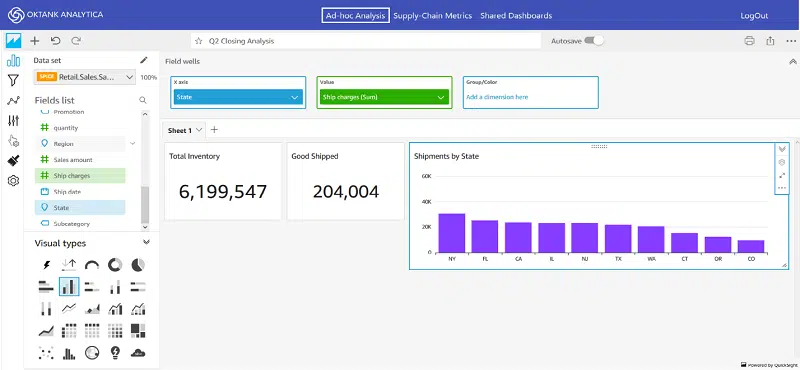 OKTANK ANALYTICA
Ad-hoc Analysis Supply-Chain Metrics Shared Dashboards LogOut
Q2 Closing Analysis
Autosave
Data set
SPICE Retail.Sales.Sa... 100%
Fields list
Promotion
quantity
Region
Sales amount
Ship charges
Ship date
State
Subcategory
Visual types
Field wells
X axis
State
Value
Ship charges (Sum)
Group/Color
Add a dimension here
Sheet 1
Total Inventory
6,199,547
Good Shipped
204,004
Shipments by State
60K
40K
20K
0
NY FL CA IL NJ TX WA CT OR CO
Powered by QuickSight